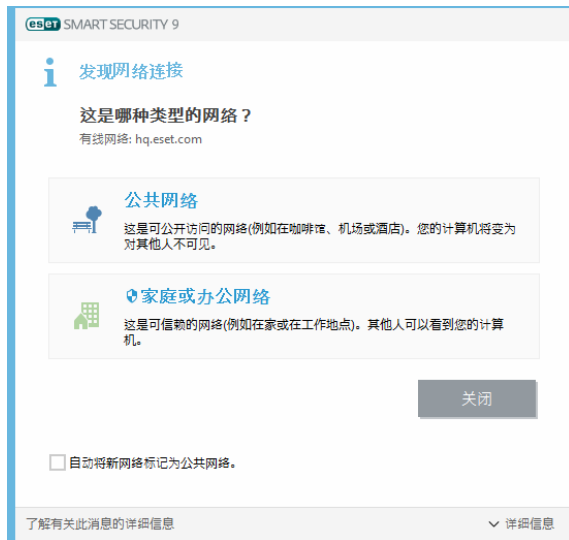 eset SMART SECURITY 9
发现网络连接
这是哪种类型的网络？
有线网络: hq.eset.com
公共网络
这是可公开访问的网络(例如在咖啡馆、机场或酒店)。您的计算机将变为
对其他人不可见。
家庭或办公网络
这是可信赖的网络(例如在家或在工作地点)。其他人可以看到您的计算
机。
关闭
自动将新网络标记为公共网络。
了解有关此消息的详细信息
详细信息